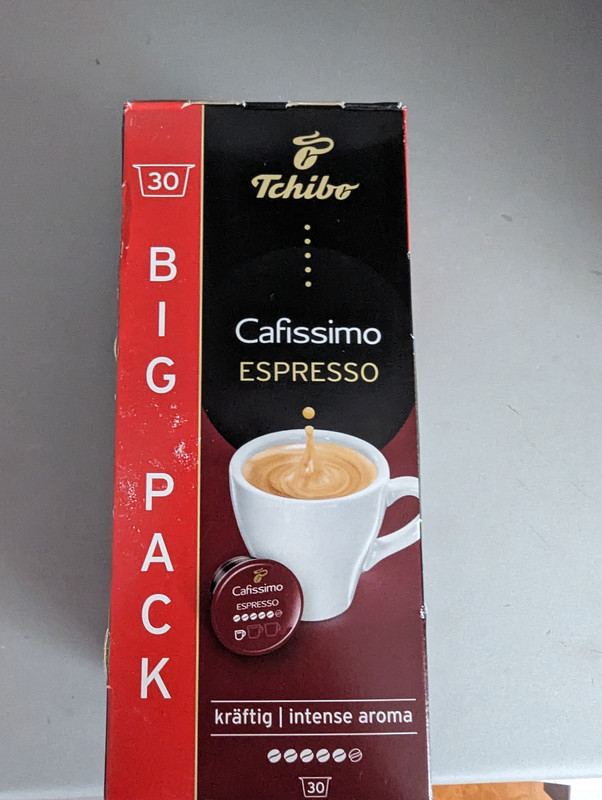 30
BIG PACK
Tchibo
Cafissimo
ESPRESSO
Cafissimo
ESPRESSO
kräftig | intense aroma
30